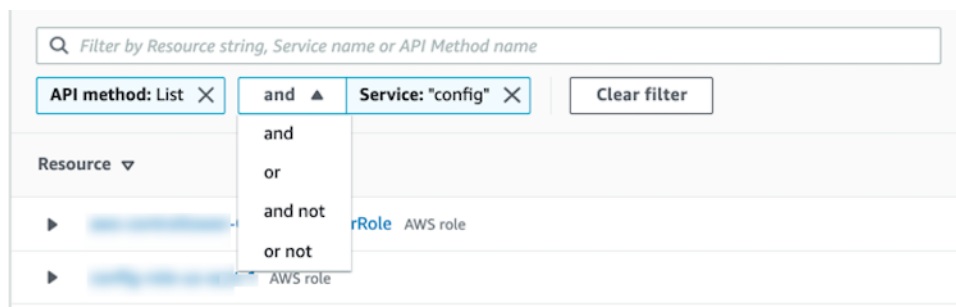 Filter by Resource string, Service name or API Method name
API method: List and Service: "config" Clear filter
and
Resource
or
and not
rRole AWS role
or not
AWS role